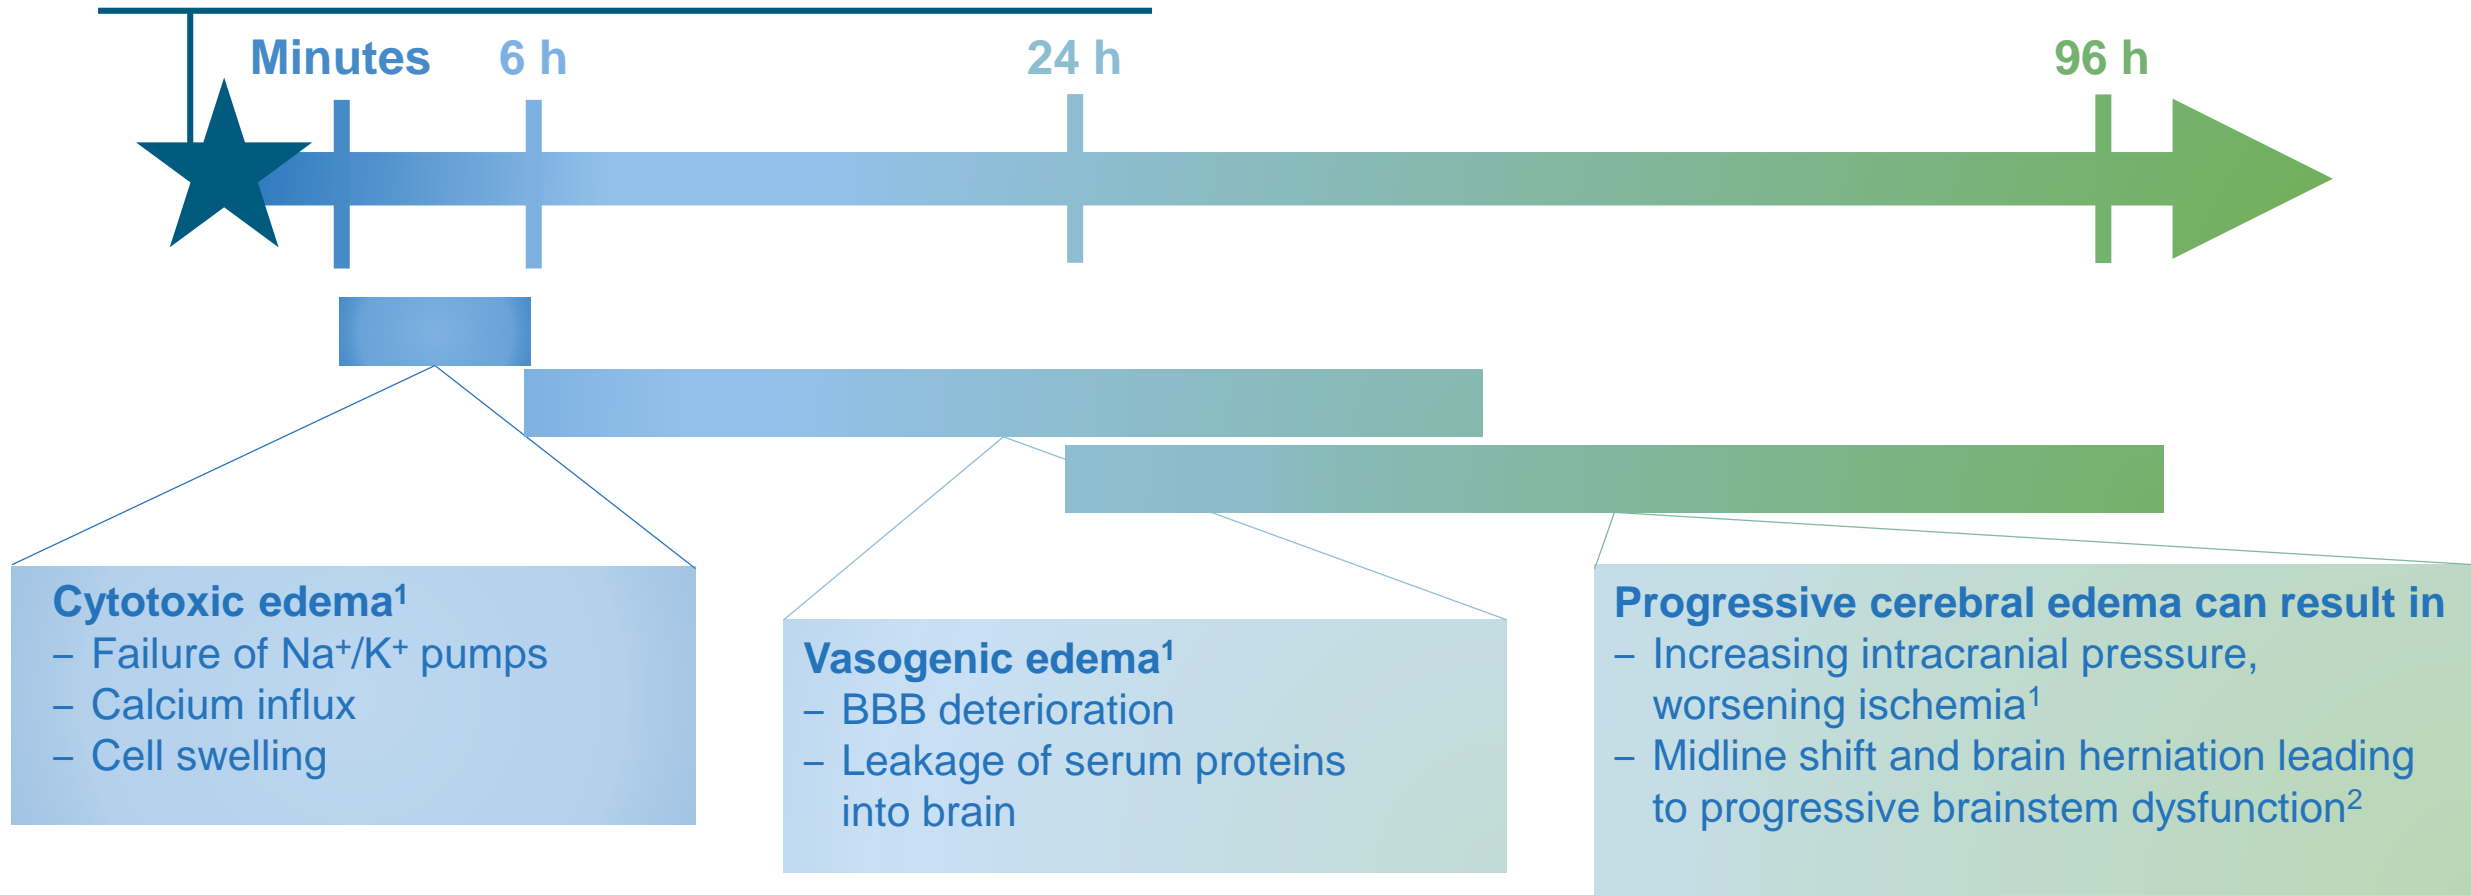 Minutes
6 h
24 h
96 h
Cytotoxic edema¹
– Failure of Na⁺/K⁺ pumps
– Calcium influx
– Cell swelling
Vasogenic edema¹
– BBB deterioration
– Leakage of serum proteins
into brain
Progressive cerebral edema can result in
– Increasing intracranial pressure,
worsening ischemia¹
– Midline shift and brain herniation leading
to progressive brainstem dysfunction²